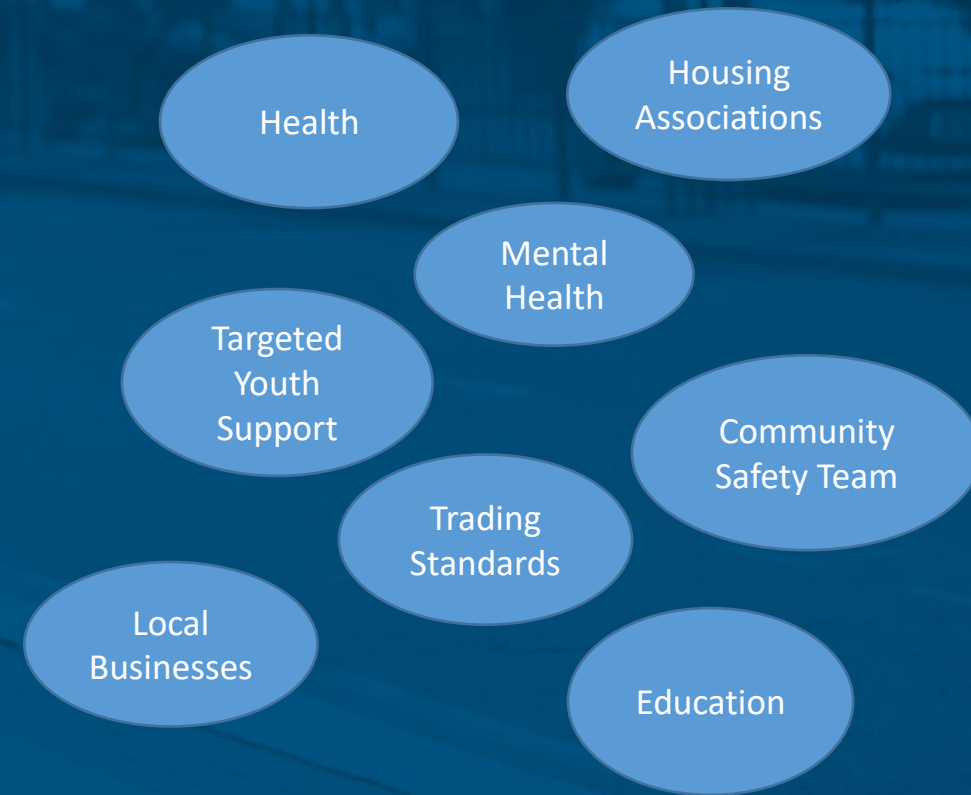 Health
Housing
Associations
Mental
Health
Targeted
Youth
Support
Community
Safety Team
Trading
Standards
Local
Businesses
Education